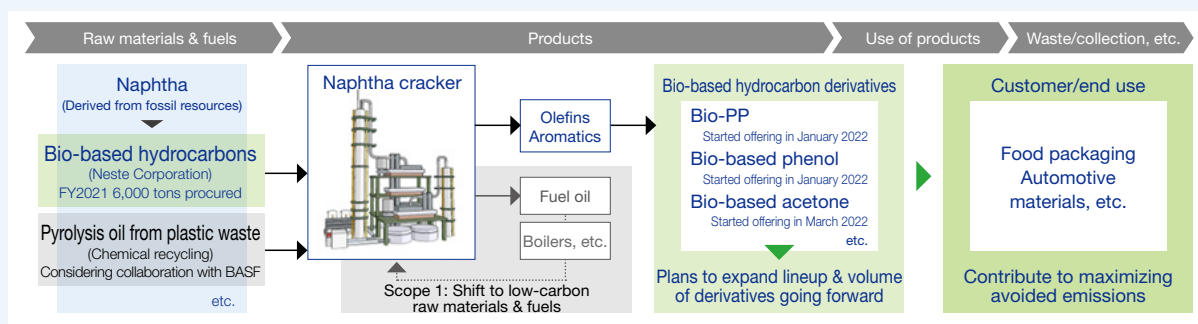 Raw materials & fuels
Products
Use of products
Waste/collection, etc.
Naphtha
(Derived from fossil resources)
Bio-based hydrocarbons
(Neste Corporation)
FY2021 6,000 tons procured
Pyrolysis oil from plastic waste
(Chemical recycling)
Considering collaboration with BASF
etc.
Naphtha cracker
Olefins
Aromatics
Fuel oil
Boilers, etc.
Scope 1: Shift to low-carbon
raw materials & fuels
Bio-based hydrocarbon derivatives
Bio-PP
Started offering in January 2022
Bio-based phenol
Started offering in January 2022
Bio-based acetone
Started offering in March 2022
etc.
Plans to expand lineup & volume
of derivatives going forward
Customer/end use
Food packaging
Automotive
materials, etc.
Contribute to maximizing
avoided emissions